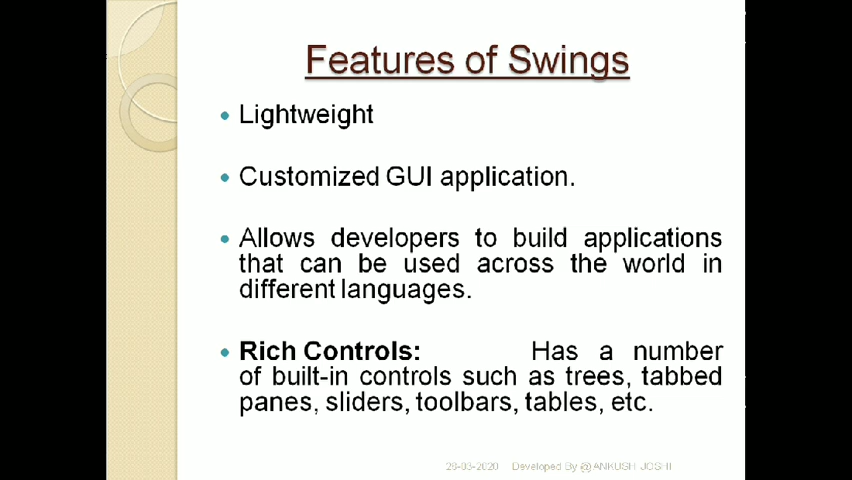 Features of Swings
• Lightweight
• Customized GUI application.
• Allows developers to build applications
that can be used across the world in
different languages.
• Rich Controls: Has a number
of built-in controls such as trees, tabbed
panes, sliders, toolbars, tables, etc.
26-03-2020 Developed By @ANKUSH JOSHI